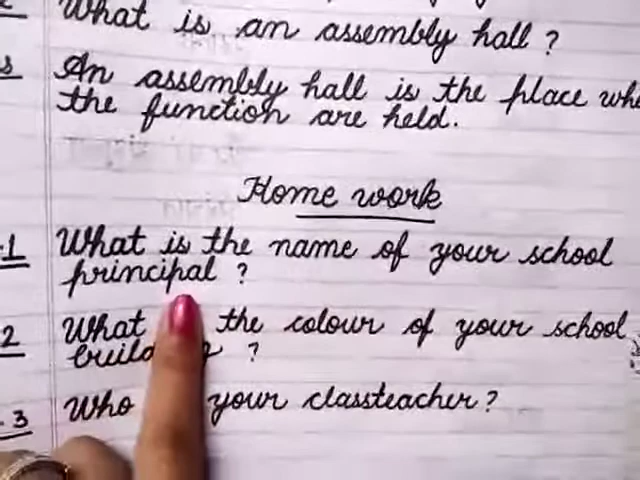 What is an assembly hall ?
An assembly hall is the place
the function are held.
Home work
1 What is the name of your school
principal ?
2 What the colour of your school
?
3 Who your classteacher ?